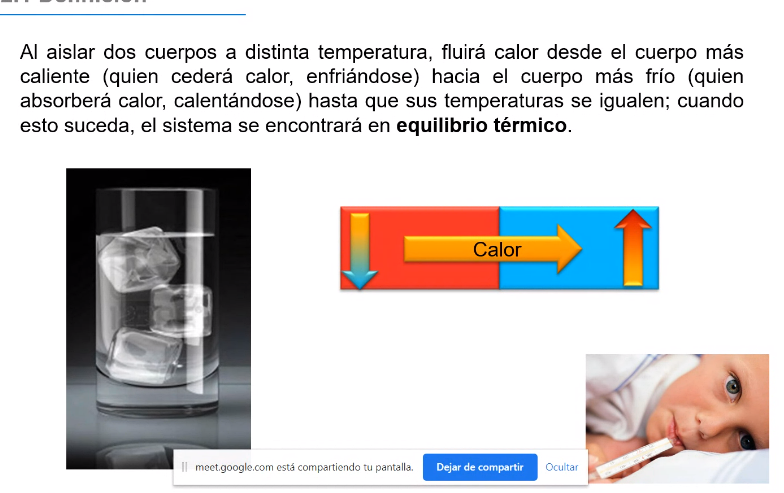 Al aislar dos cuerpos a distinta temperatura, fluirá calor desde el cuerpo más
caliente (quien cederá calor, enfriándose) hacia el cuerpo más frío (quien
absorberá calor, calentándose) hasta que sus temperaturas se igualen; cuando
esto suceda, el sistema se encontrará en equilibrio térmico.
Calor
meet.google.com está compartiendo tu pantalla.
Dejar de compartir
Ocultar